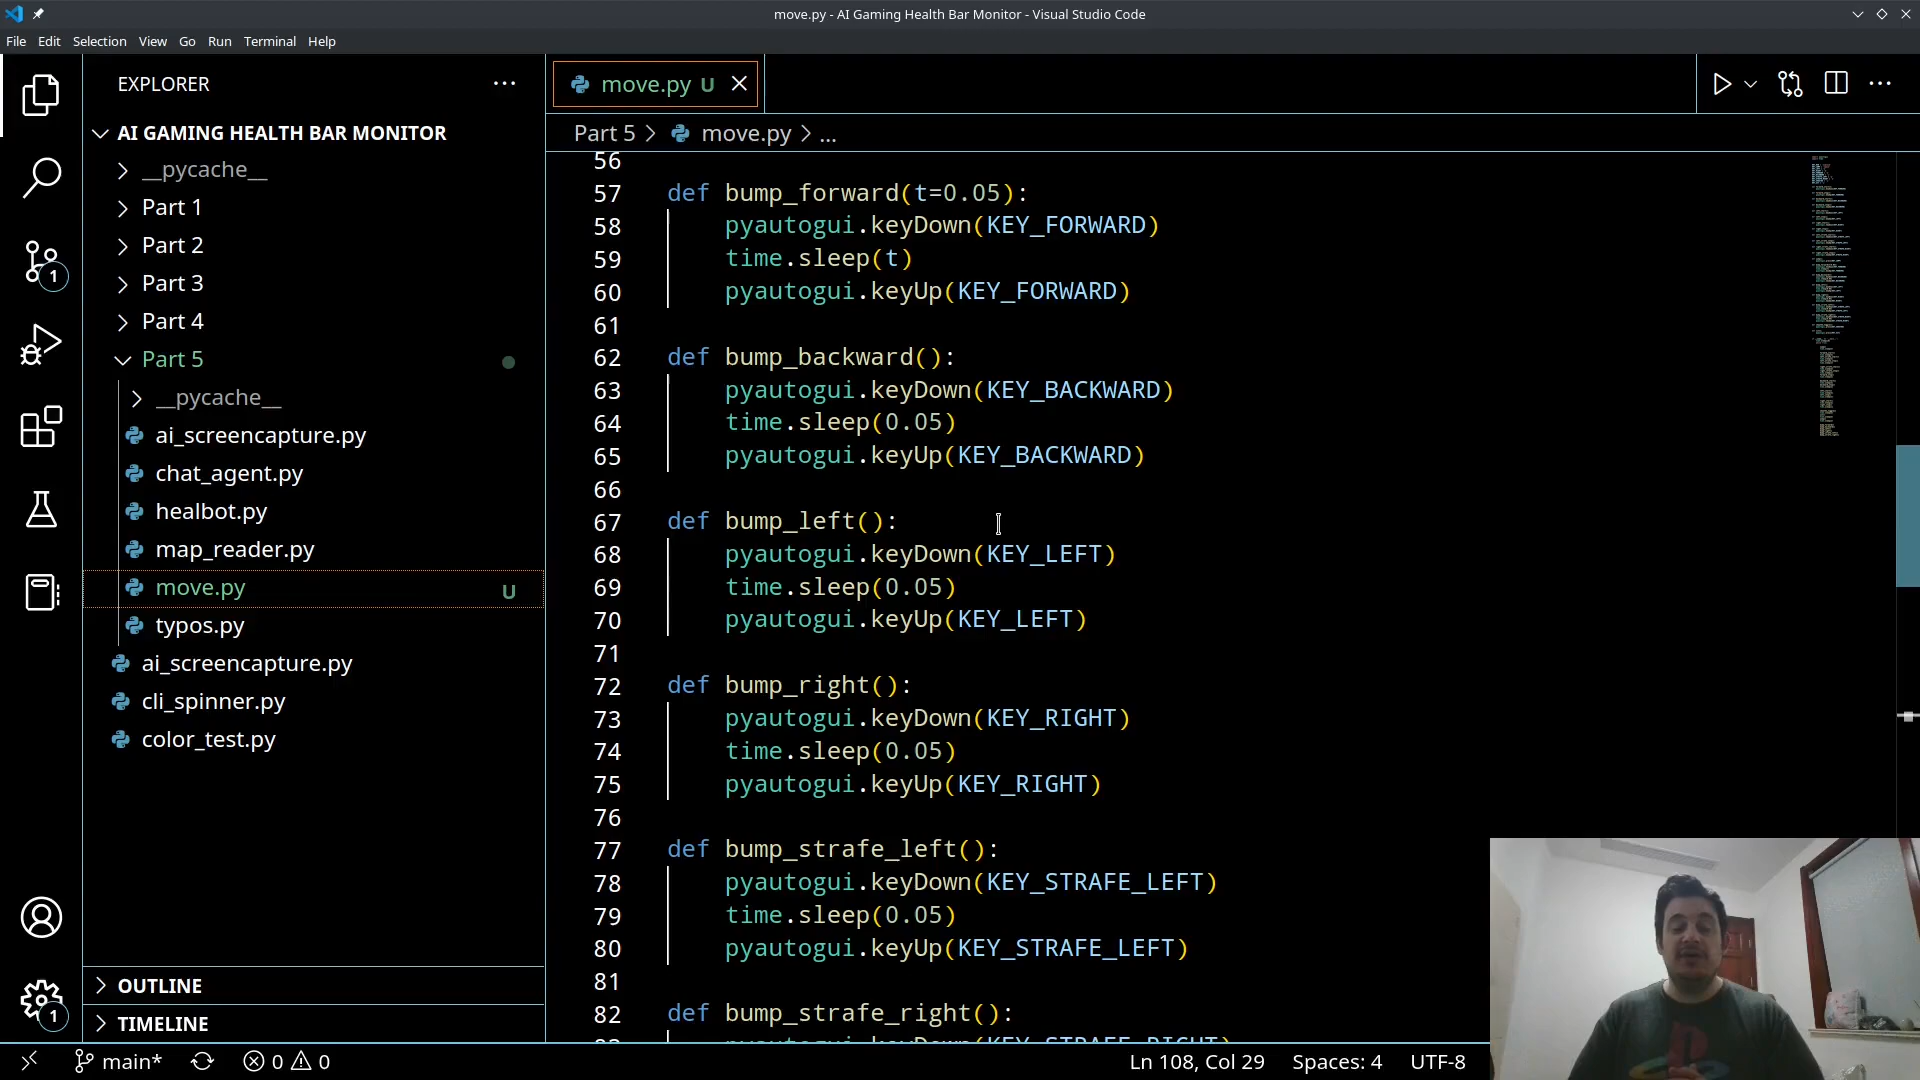 move.py - AI Gaming Health Bar Monitor - Visual Studio Code
File Edit Selection View Go Run Terminal Help
EXPLORER
AI GAMING HEALTH BAR MONITOR
__pycache__
Part 1
Part 2
Part 3
Part 4
Part 5
__pycache__
ai_screencapture.py
chat_agent.py
healbot.py
map_reader.py
move.py U
typos.py
ai_screencapture.py
cli_spinner.py
color_test.py
OUTLINE
TIMELINE
1
1
move.py U
Part 5 > move.py > ...
56
57 def bump_forward(t=0.05):
58 pyautogui.keyDown(KEY_FORWARD)
59 time.sleep(t)
60 pyautogui.keyUp(KEY_FORWARD)
61
62 def bump_backward():
63 pyautogui.keyDown(KEY_BACKWARD)
64 time.sleep(0.05)
65 pyautogui.keyUp(KEY_BACKWARD)
66
67 def bump_left():
68 pyautogui.keyDown(KEY_LEFT)
69 time.sleep(0.05)
70 pyautogui.keyUp(KEY_LEFT)
71
72 def bump_right():
73 pyautogui.keyDown(KEY_RIGHT)
74 time.sleep(0.05)
75 pyautogui.keyUp(KEY_RIGHT)
76
77 def bump_strafe_left():
78 pyautogui.keyDown(KEY_STRAFE_LEFT)
79 time.sleep(0.05)
80 pyautogui.keyUp(KEY_STRAFE_LEFT)
81
82 def bump_strafe_right():
main* 0 0 Ln 108, Col 29 Spaces: 4 UTF-8